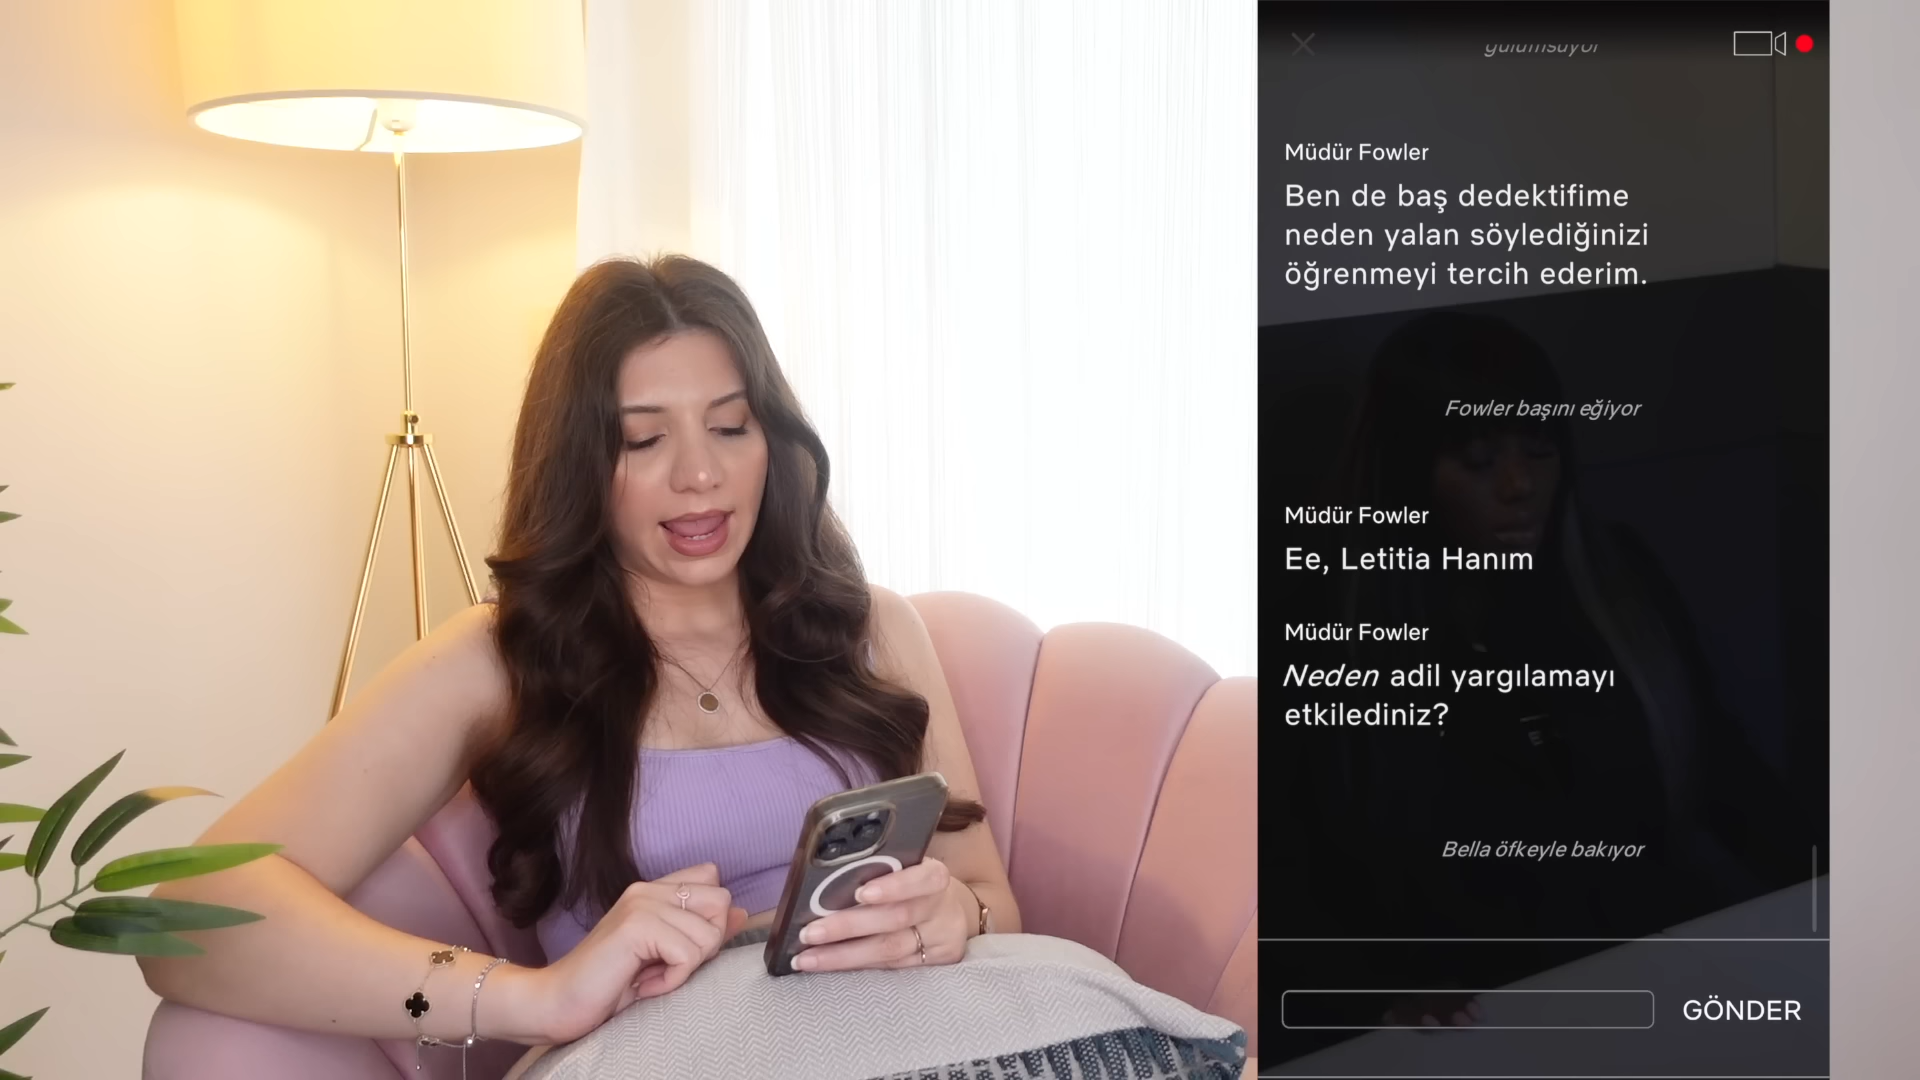 gülümsüyor
Müdür Fowler
Ben de baş dedektifime
neden yalan söylediğinizi
öğrenmeyi tercih ederim.
Fowler başını eğiyor
Müdür Fowler
Ee, Letitia Hanım
Müdür Fowler
Neden adil yargılamayı
etkilediniz?
Bella öfkeyle bakıyor
GÖNDER